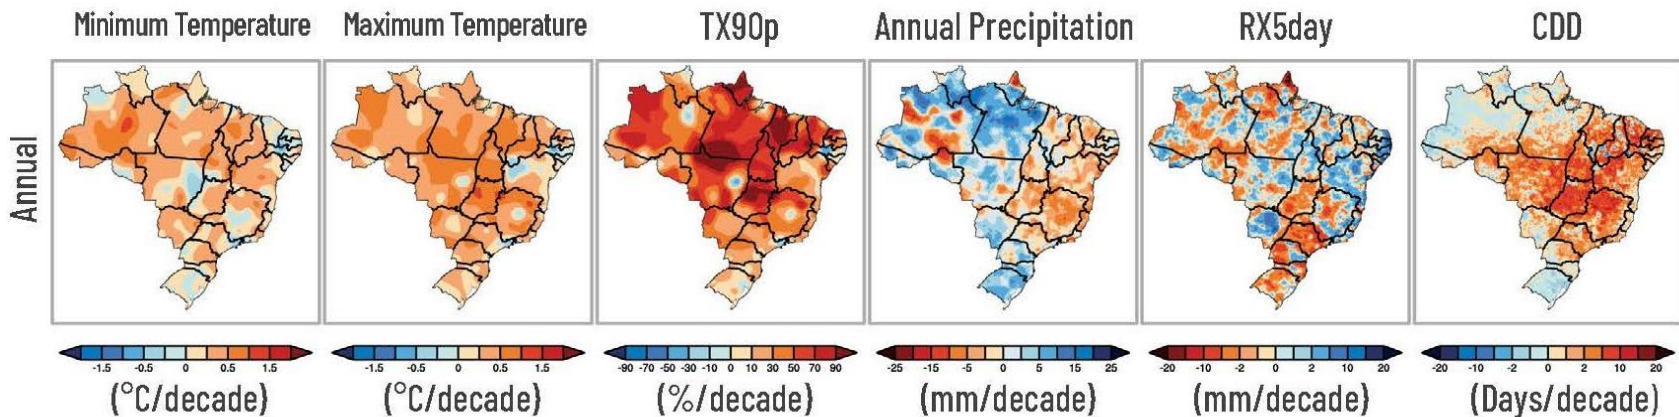 Minimum Temperature Maximum Temperature TX90p Annual Precipitation RX5day CDD
Annual
-1.5 -0.5 0 0.5 1.5 -1.5 -0.5 0 0.5 1.5 -90 -70 -50 -30 -10 0 10 30 50 70 90 -25 -15 -5 0 5 15 25 -20 -10 -2 0 2 10 20 -20 -10 -2 0 2 10 20
(°C/decade) (°C/decade) (%/decade) (mm/decade) (mm/decade) (Days/decade)